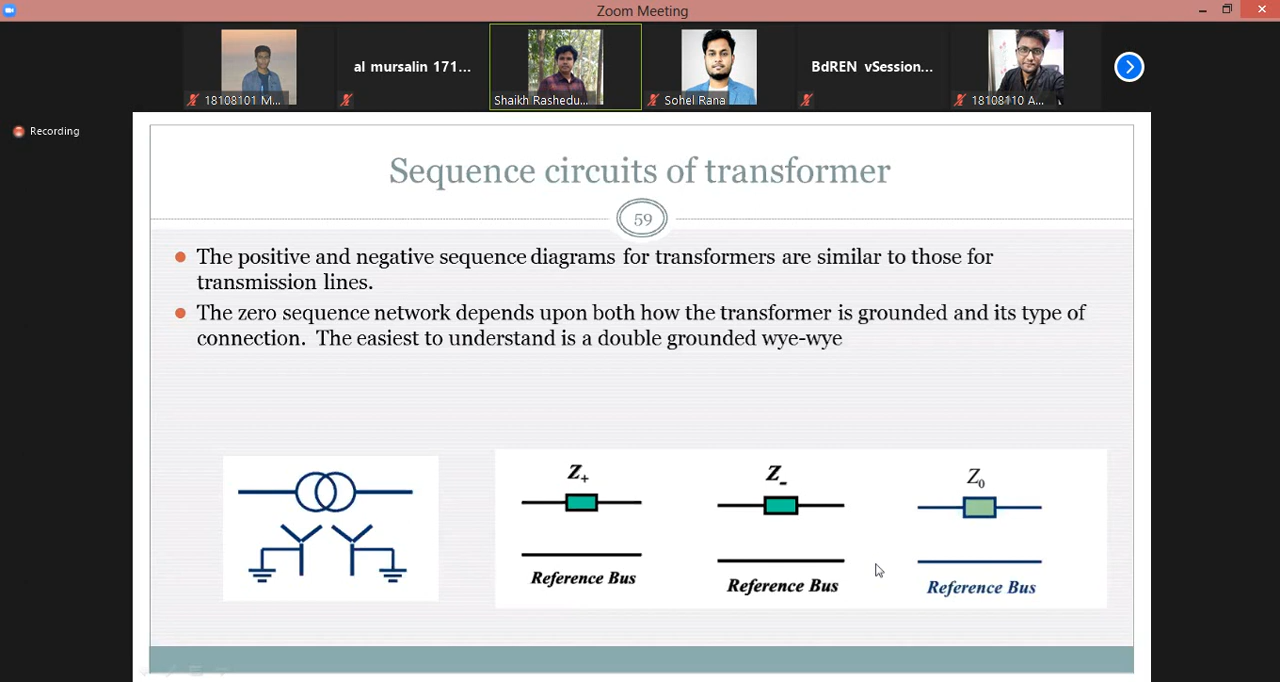 Zoom Meeting
18108101 M...
al mursalin 171...
Shaikh Rashedu...
Sohel Rana
BdREN vSession...
18108110 A...
Recording
Sequence circuits of transformer
59
The positive and negative sequence diagrams for transformers are similar to those for
transmission lines.
The zero sequence network depends upon both how the transformer is grounded and its type of
connection. The easiest to understand is a double grounded wye-wye
Z+
Z-
Z0
Reference Bus
Reference Bus
Reference Bus